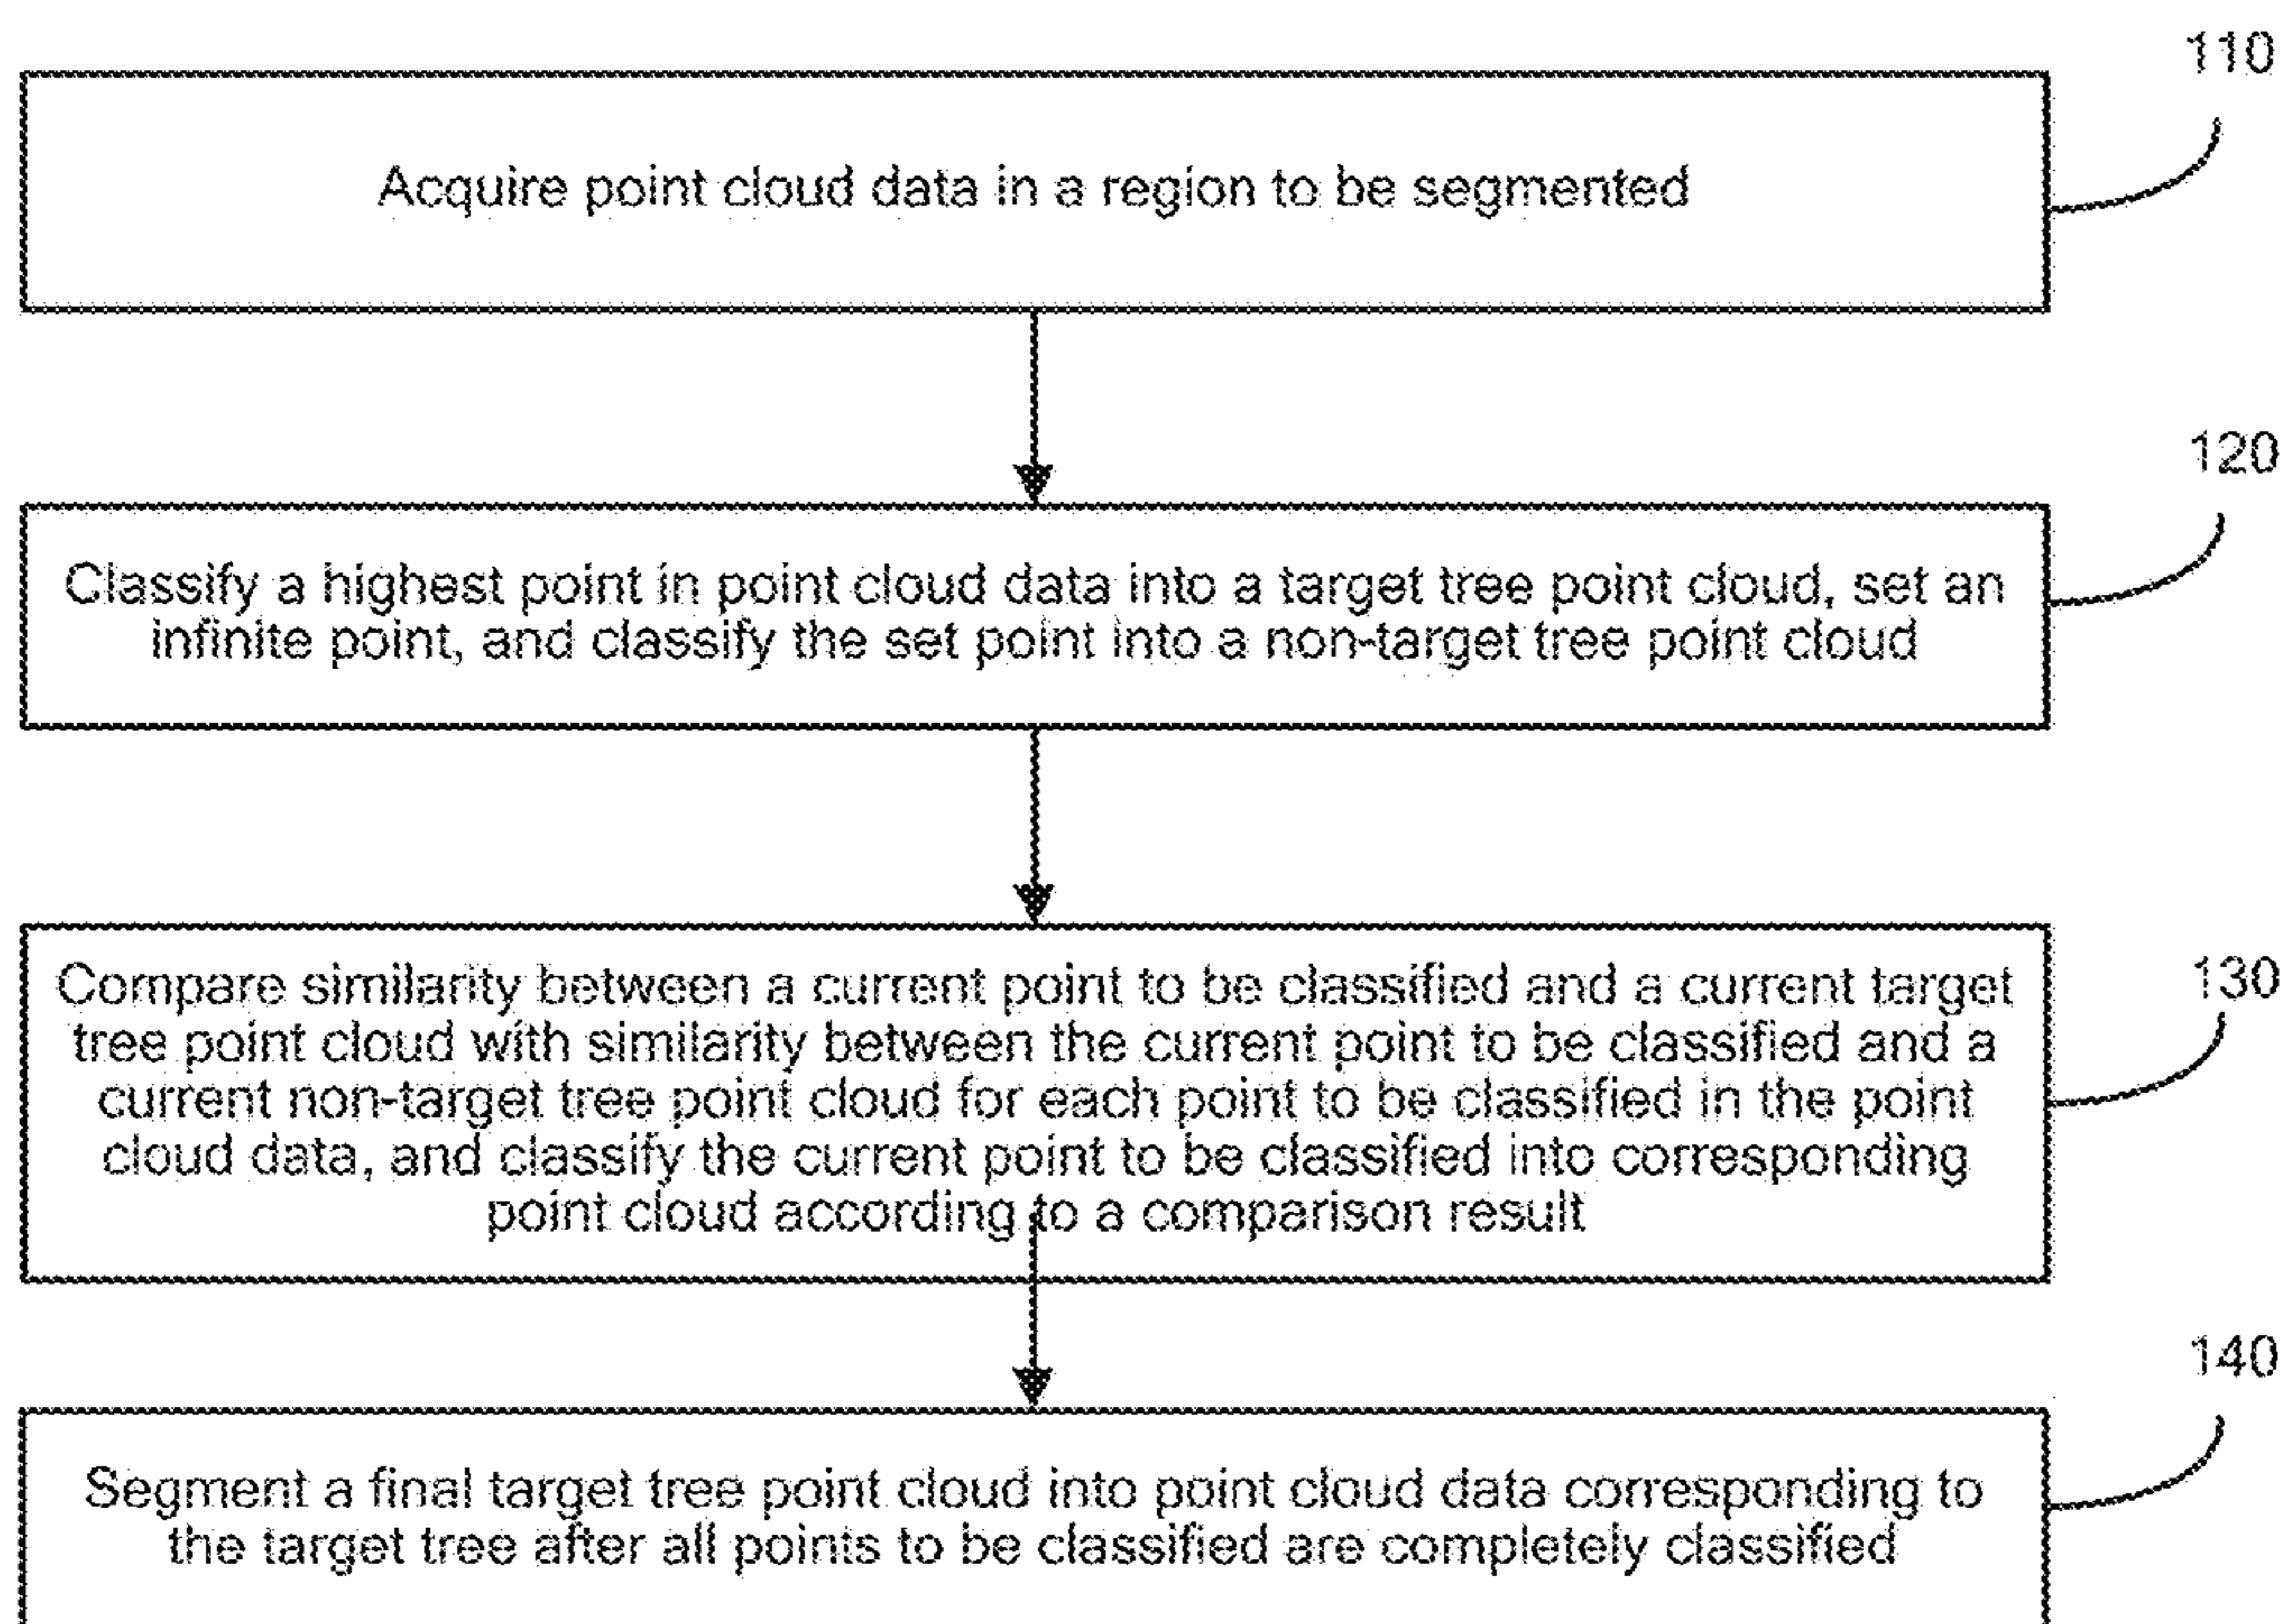 110
Acquire point cloud data in a region to be segmented
120
Classify a highest point in point cloud data into a target tree point cloud, set an
infinite point, and classify the set point into a non-target tree point cloud
130
Compare similarity between a current point to be classified and a current target
tree point cloud with similarity between the current point to be classified and a
current non-target tree point cloud for each point to be classified in the point
cloud data, and classify the current point to be classified into corresponding
point cloud according to a comparison result
140
Segment a final target tree point cloud into point cloud data corresponding to
the target tree after all points to be classified are completely classified